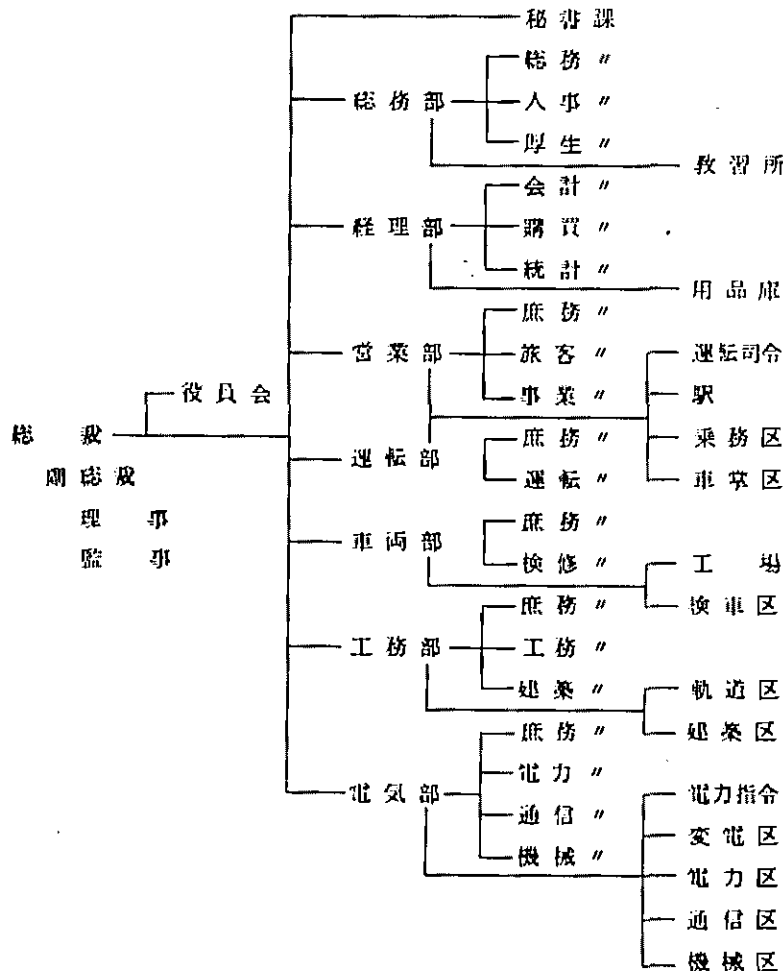 秘書課
総務〃
総務部
人事〃
厚生〃
教習所
会計〃
経理部
購買〃
統計〃
用品庫
庶務〃
営業部
旅客〃
運転司令
事業〃
駅
役員会
総裁
庶務〃
乗務区
運転部
副総裁
運転〃
車掌区
理事
庶務〃
車両部
監事
検修〃
工場
庶務〃
検車区
工務部
工務〃
建築〃
軌道区
庶務〃
建築区
電力〃
電気部
電力指令
通信〃
変電区
機械〃
電力区
通信区
機械区